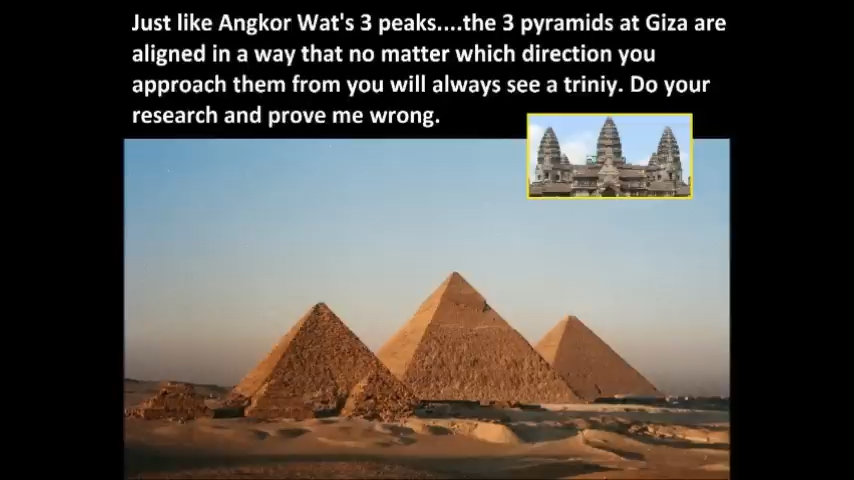 Just like Angkor Wat's 3 peaks....the 3 pyramids at Giza are
aligned in a way that no matter which direction you
approach them from you will always see a triniy. Do your
research and prove me wrong.